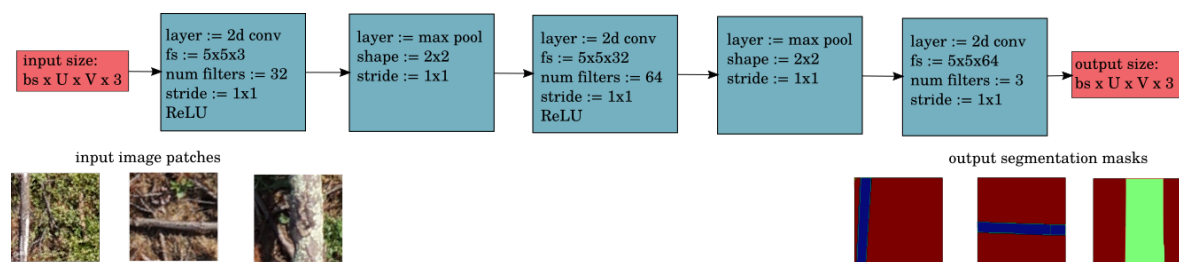 input size:
bs x U x V x 3
layer := 2d conv
fs := 5x5x3
num filters := 32
stride := 1x1
ReLU
layer := max pool
shape := 2x2
stride := 1x1
layer := 2d conv
fs := 5x5x32
num filters := 64
stride := 1x1
ReLU
layer := max pool
shape := 2x2
stride := 1x1
layer := 2d conv
fs := 5x5x64
num filters := 3
stride := 1x1
output size:
bs x U x V x 3
input image patches
output segmentation masks